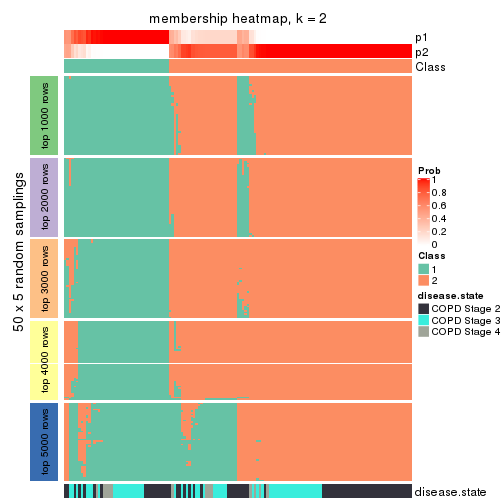 membership heatmap, k = 2
p1
p2
Class
50 x 5 random samplings
top 1000 rows
top 2000 rows
top 3000 rows
top 4000 rows
top 5000 rows
Prob
1
0.8
0.6
0.4
0.2
0
Class
1
2
disease.state
COPD Stage 2
COPD Stage 3
COPD Stage 4
disease.state